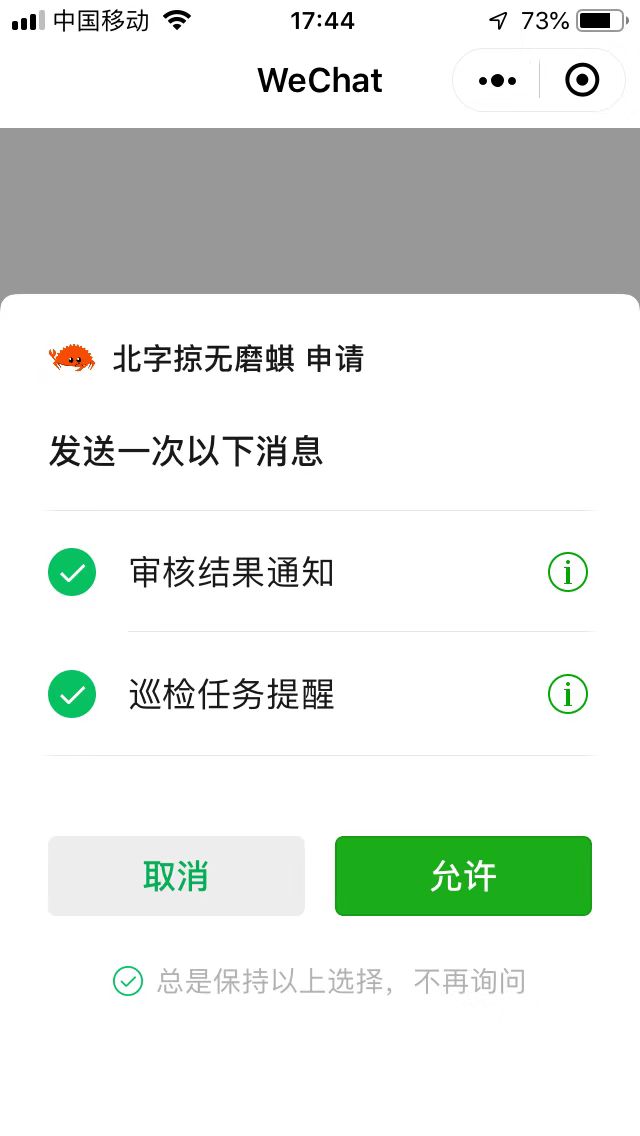 中国移动 17:44 73%
WeChat
北字掠无磨蜞 申请
发送一次以下消息
审核结果通知
巡检任务提醒
取消 允许
总是保持以上选择，不再询问